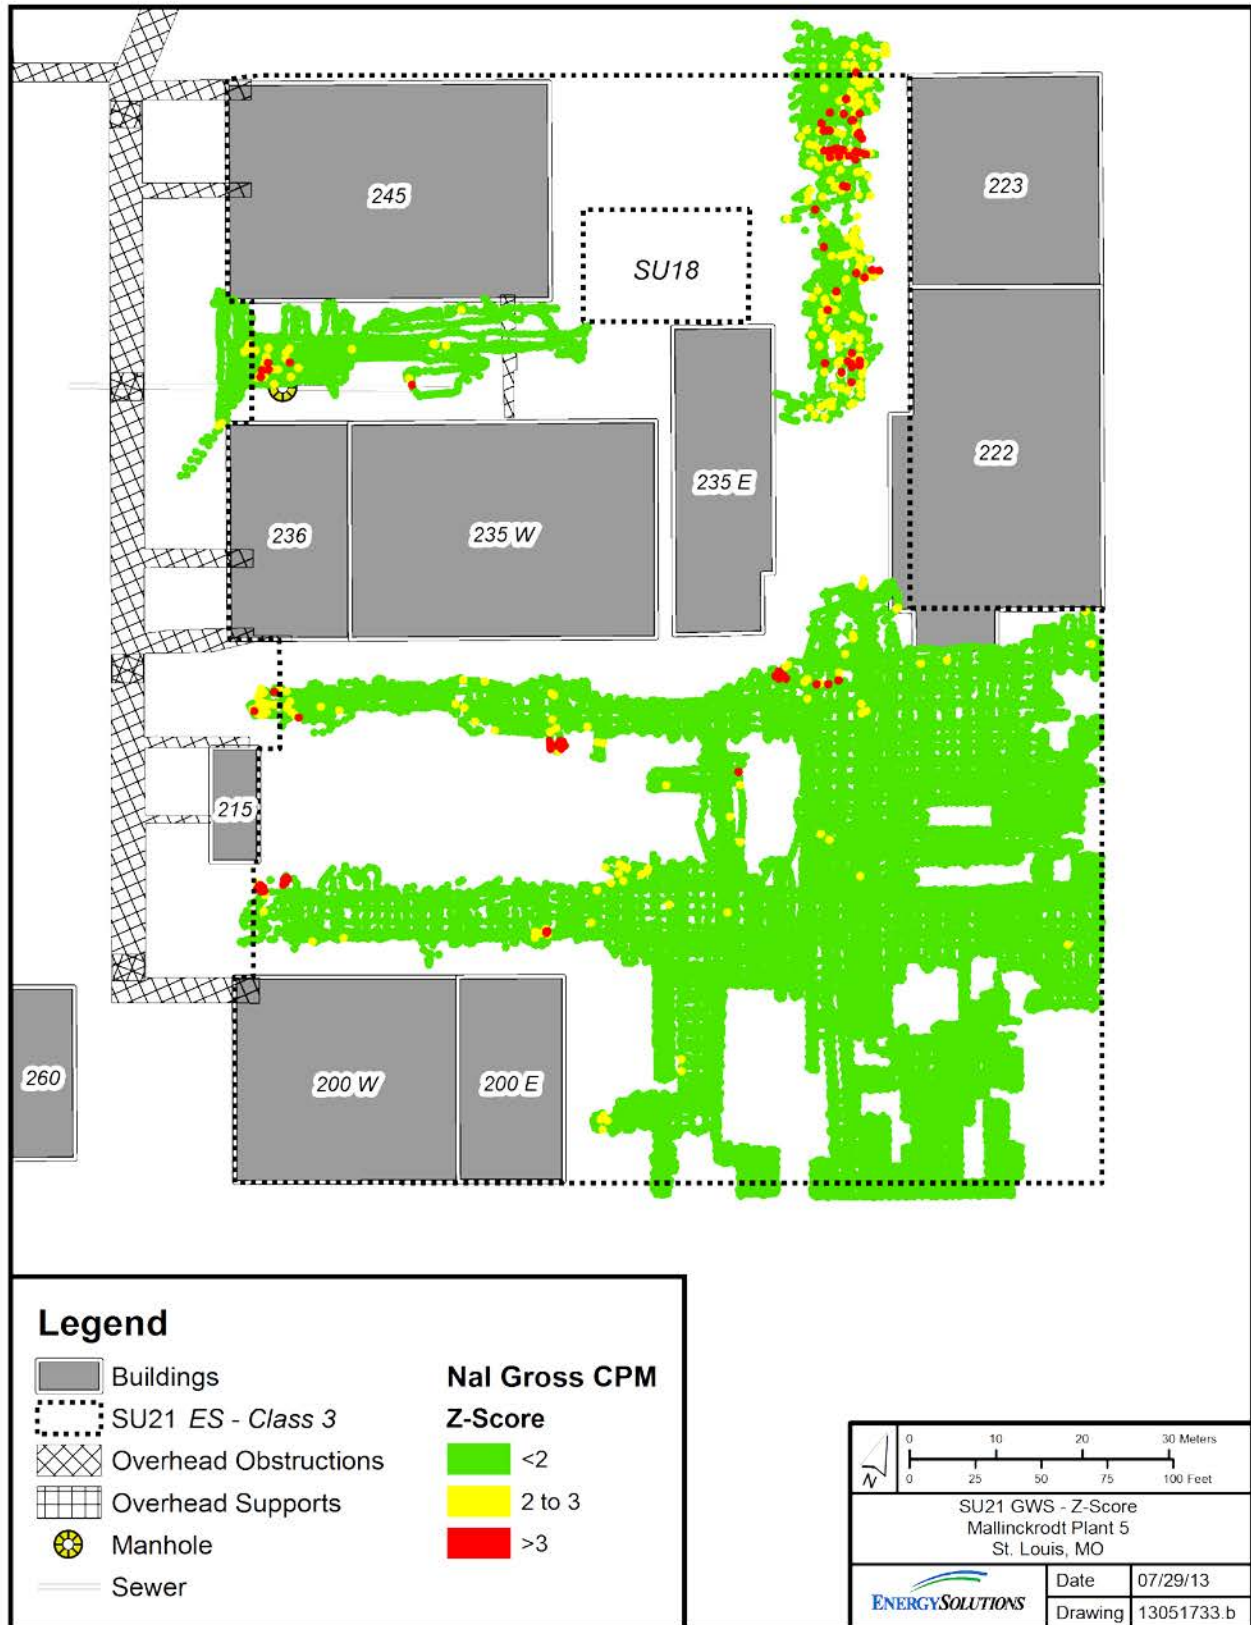 245
223
SU18
222
235 E
236
235 W
215
260
200 W
200 E
Legend
Buildings
SU21 ES - Class 3
Overhead Obstructions
Overhead Supports
Manhole
Sewer
NaI Gross CPM
Z-Score
<2
2 to 3
>3
N
0 10 20 30 Meters
0 25 50 75 100 Feet
SU21 GWS - Z-Score
Mallinckrodt Plant 5
St. Louis, MO
ENERGYSOLUTIONS
Date 07/29/13
Drawing 13051733.b